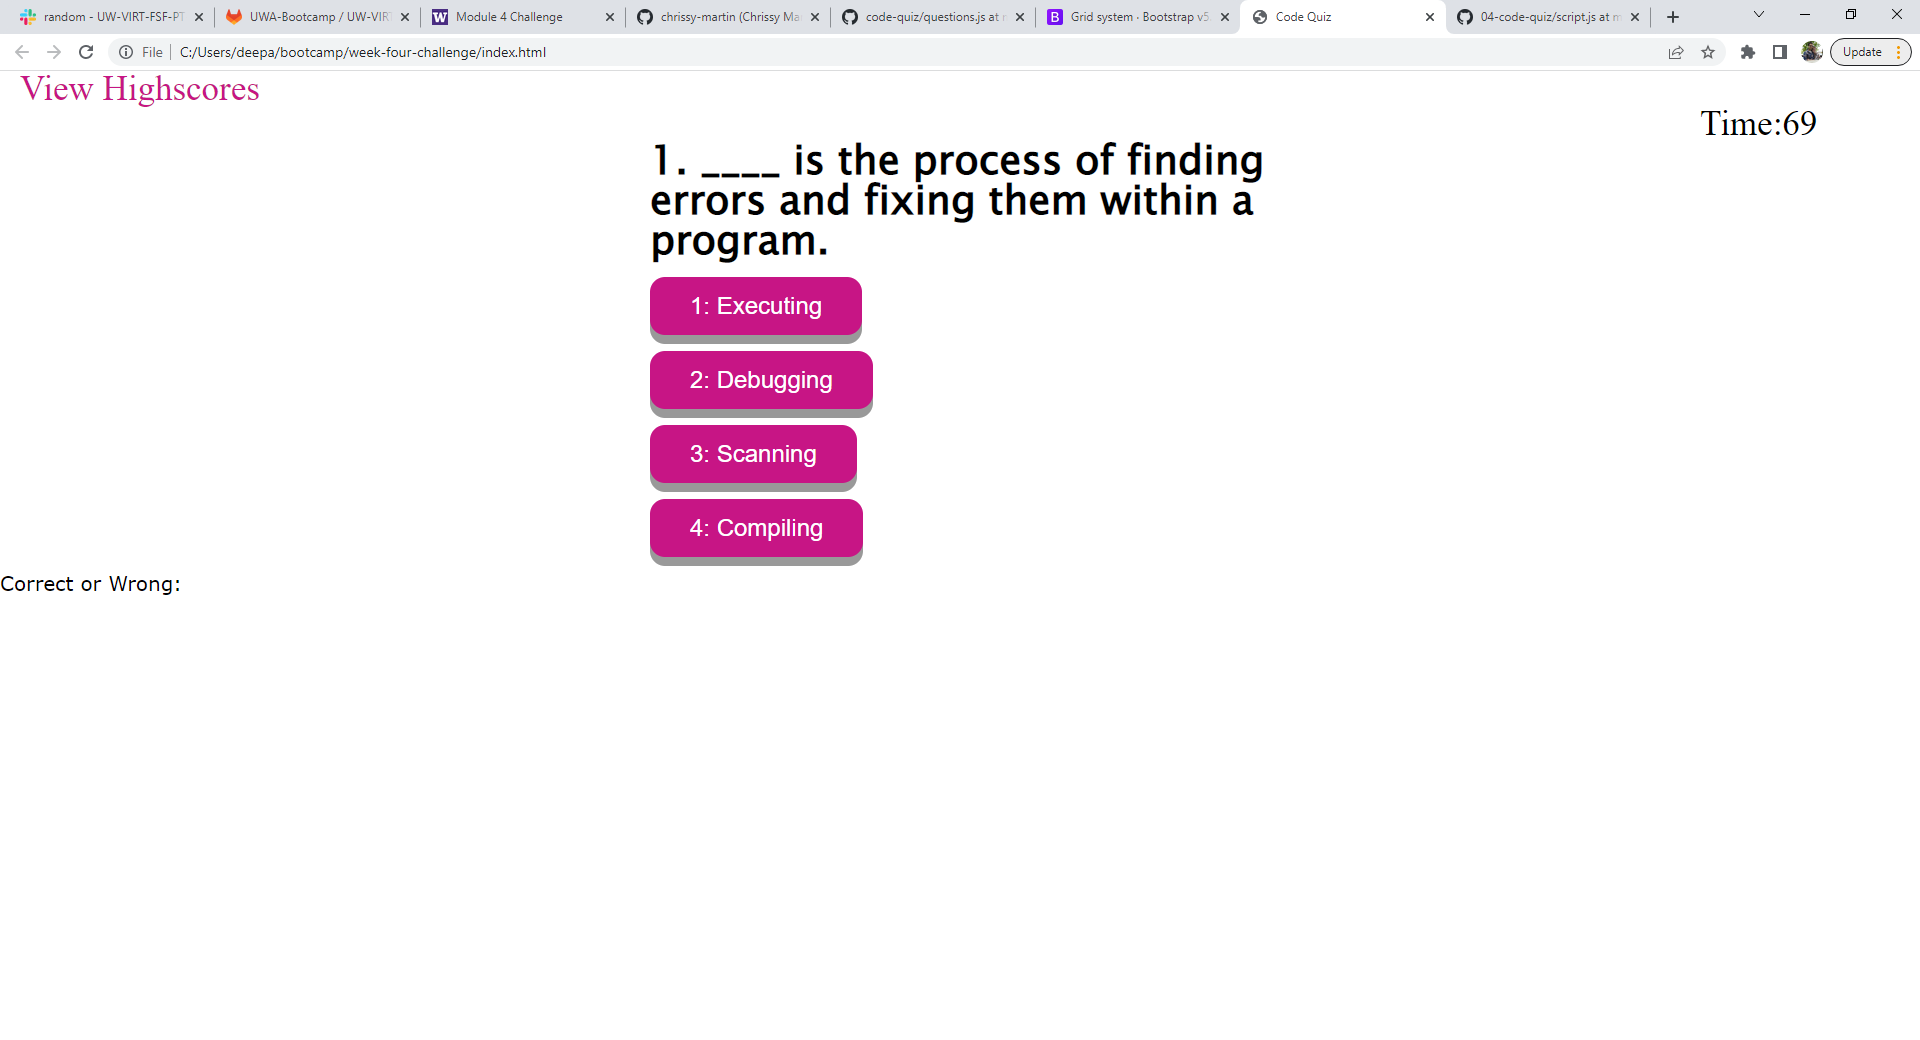 random - UW-VIRT-FSF-PT
UWA-Bootcamp / UW-VIR
Module 4 Challenge
chrissy-martin (Chrissy Ma
code-quiz/questions.js at
Grid system · Bootstrap v5.
Code Quiz
04-code-quiz/script.js at m
File
C:/Users/deepa/bootcamp/week-four-challenge/index.html
Update
View Highscores
Time:69
1. ____ is the process of finding
errors and fixing them within a
program.
1: Executing
2: Debugging
3: Scanning
4: Compiling
Correct or Wrong: